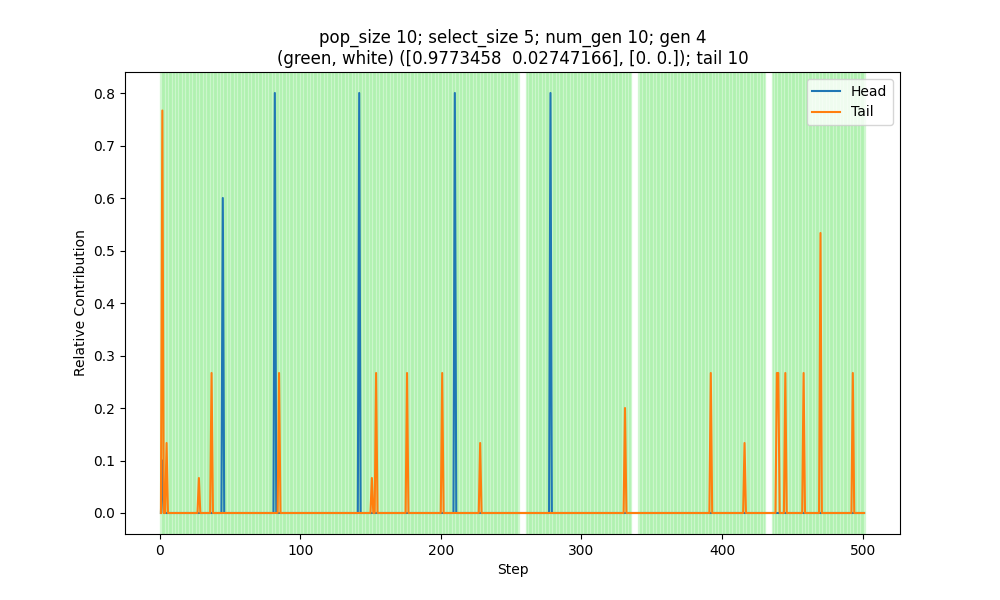 pop_size 10; select_size 5; num_gen 10; gen 4
(green, white) ([0.9773458  0.02747166], [0. 0.]); tail 10
Head
Tail
0.8
0.7
0.6
0.5
0.4
0.3
0.2
0.1
0.0
Relative Contribution
0 100 200 300 400 500
Step